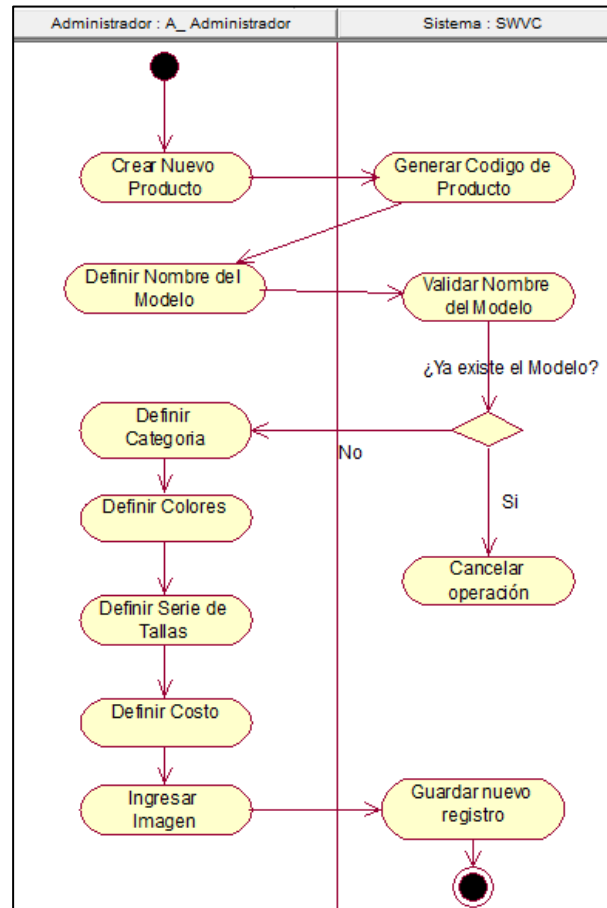 Administrador : A_ Administrador
Sistema : SWVC
Crear Nuevo
Producto
Generar Codigo de
Producto
Definir Nombre del
Modelo
Validar Nombre
del Modelo
¿Ya existe el Modelo?
Definir
Categoria
No
Si
Definir Colores
Cancelar
operación
Definir Serie de
Tallas
Definir Costo
Ingresar
Imagen
Guardar nuevo
registro